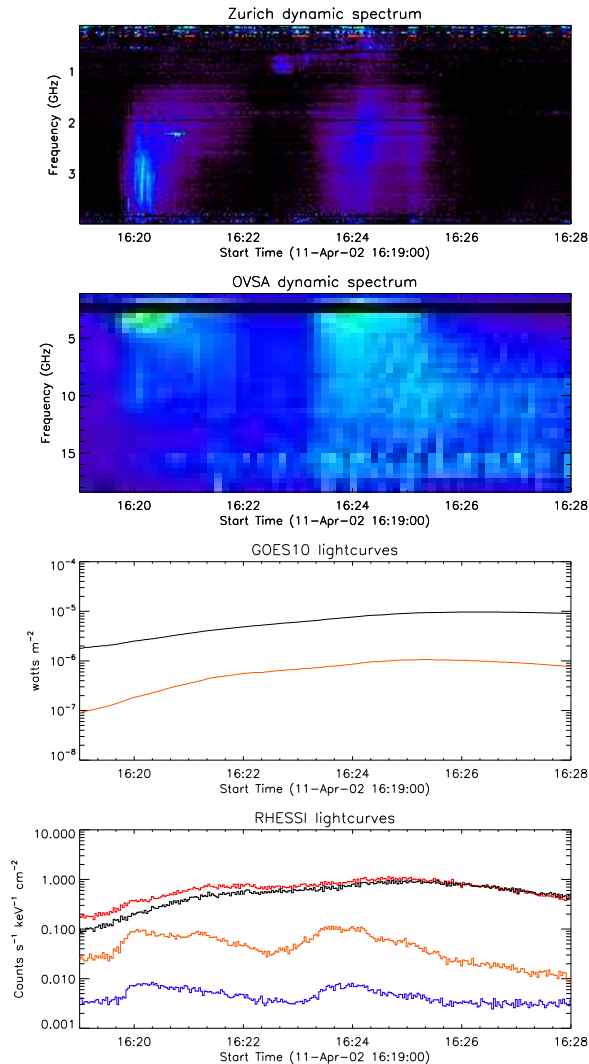 Zurich dynamic spectrum
Frequency (GHz)
1
2
3
16:20 16:22 16:24 16:26 16:28
Start Time (11-Apr-02 16:19:00)
OVSA dynamic spectrum
Frequency (GHz)
5
10
15
16:20 16:22 16:24 16:26 16:28
Start Time (11-Apr-02 16:19:00)
GOES10 lightcurves
watts m⁻²
10⁻⁴
10⁻⁵
10⁻⁶
10⁻⁷
10⁻⁸
16:20 16:22 16:24 16:26 16:28
Start Time (11-Apr-02 16:19:00)
RHESSI lightcurves
Counts s⁻¹ keV⁻¹ cm⁻²
10.000
1.000
0.100
0.010
0.001
16:20 16:22 16:24 16:26 16:28
Start Time (11-Apr-02 16:19:00)